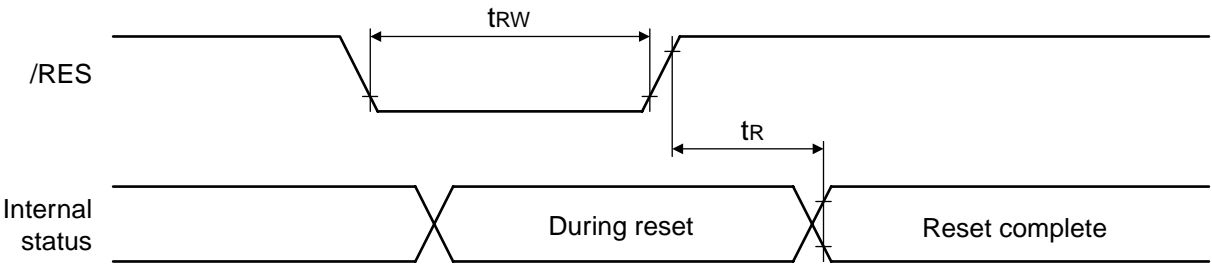 tRW
/RES
tR
Internal
status
During reset
Reset complete